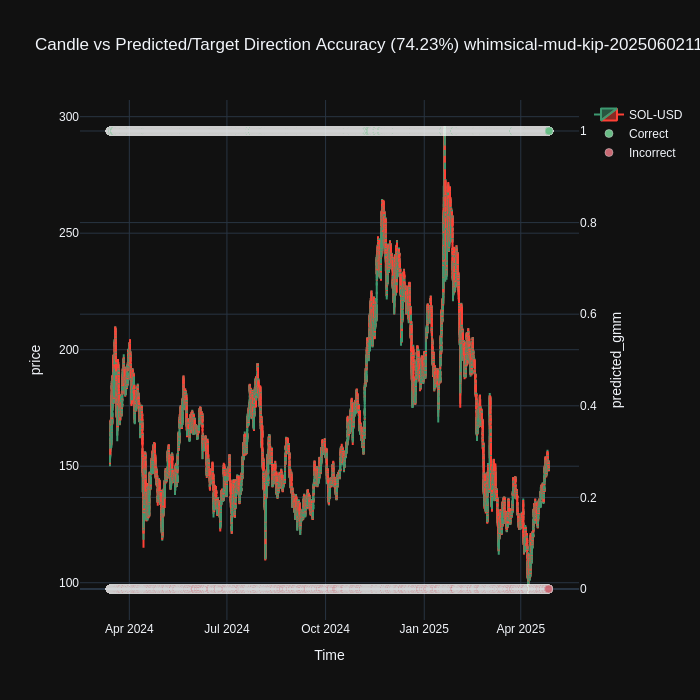 Candle vs Predicted/Target Direction Accuracy (74.23%) whimsical-mud-kip-2025060211
SOL-USD
Correct
Incorrect
300
250
200
150
100
price
1
0.8
0.6
0.4
0.2
0
predicted_gmm
Apr 2024
Jul 2024
Oct 2024
Jan 2025
Apr 2025
Time